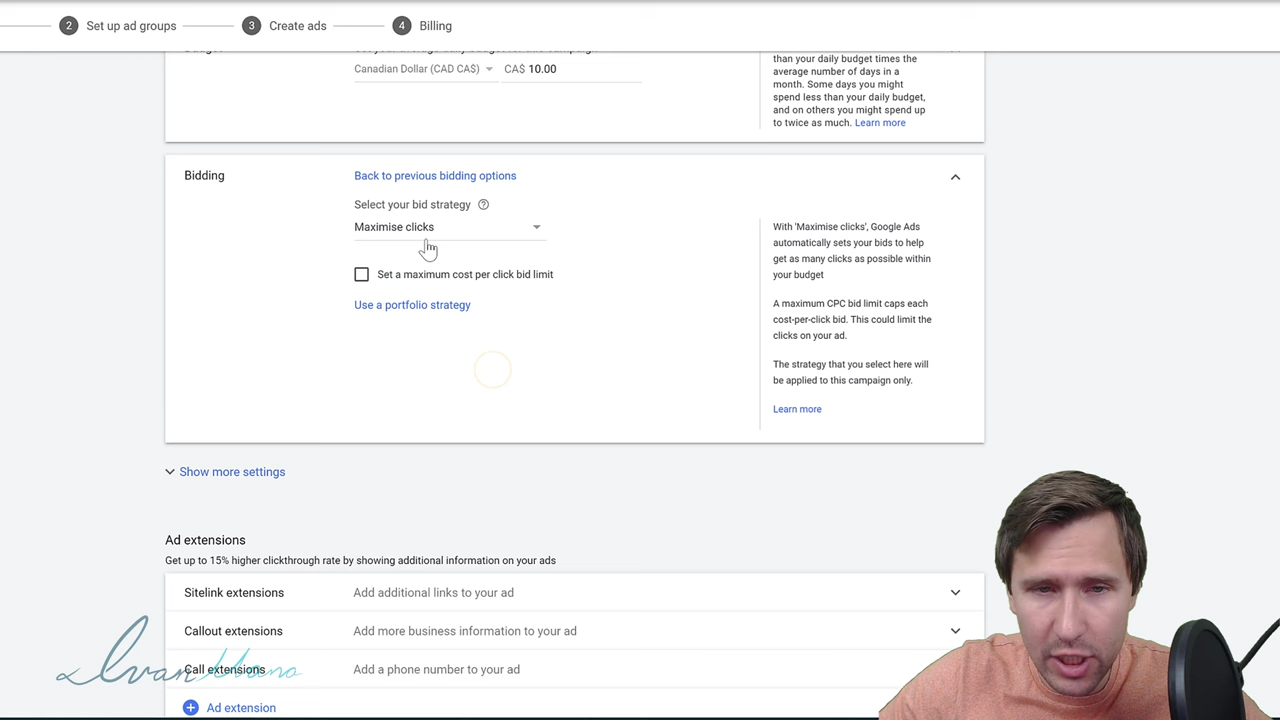 2 Set up ad groups 3 Create ads 4 Billing
Canadian Dollar (CAD CA$) CA$ 10.00
than your daily budget times the
average number of days in a
month. Some days you might
spend less than your daily budget,
and on others you might spend up
to twice as much. Learn more
Bidding
Back to previous bidding options
Select your bid strategy
Maximise clicks
Set a maximum cost per click bid limit
Use a portfolio strategy
With 'Maximise clicks', Google Ads
automatically sets your bids to help
get as many clicks as possible within
your budget
A maximum CPC bid limit caps each
cost-per-click bid. This could limit the
clicks on your ad.
The strategy that you select here will
be applied to this campaign only.
Learn more
Show more settings
Ad extensions
Get up to 15% higher clickthrough rate by showing additional information on your ads
Sitelink extensions Add additional links to your ad
Callout extensions Add more business information to your ad
Call extensions Add a phone number to your ad
Ivan Mana
Ad extension